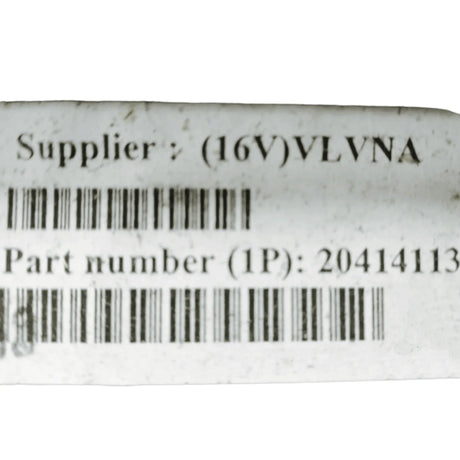 Supplier : (16V)VLVNA
Part number (1P): 20414113